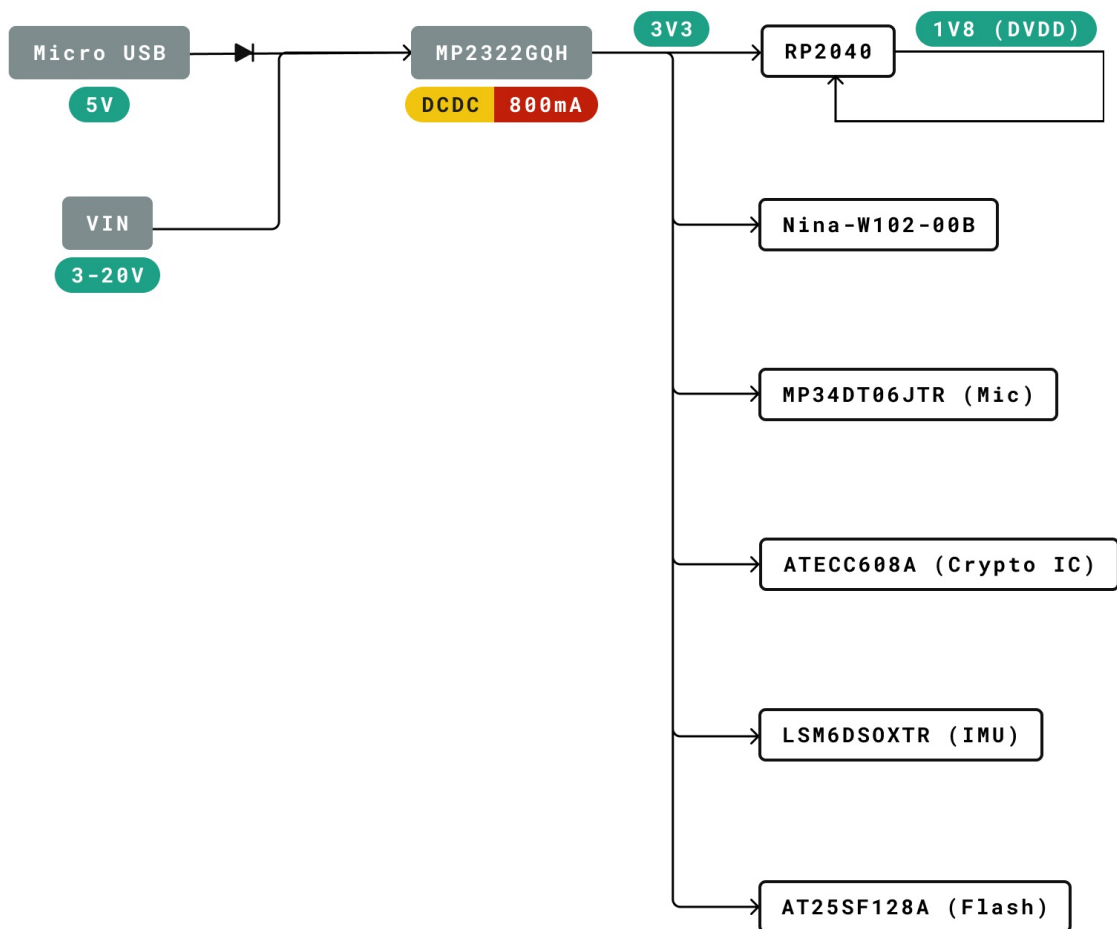 Micro USB
5V
VIN
3-20V
MP2322GQH
DCDC 800mA
3V3
RP2040
1V8 (DVDD)
Nina-W102-00B
MP34DT06JTR (Mic)
ATECC608A (Crypto IC)
LSM6DSOXTR (IMU)
AT25SF128A (Flash)